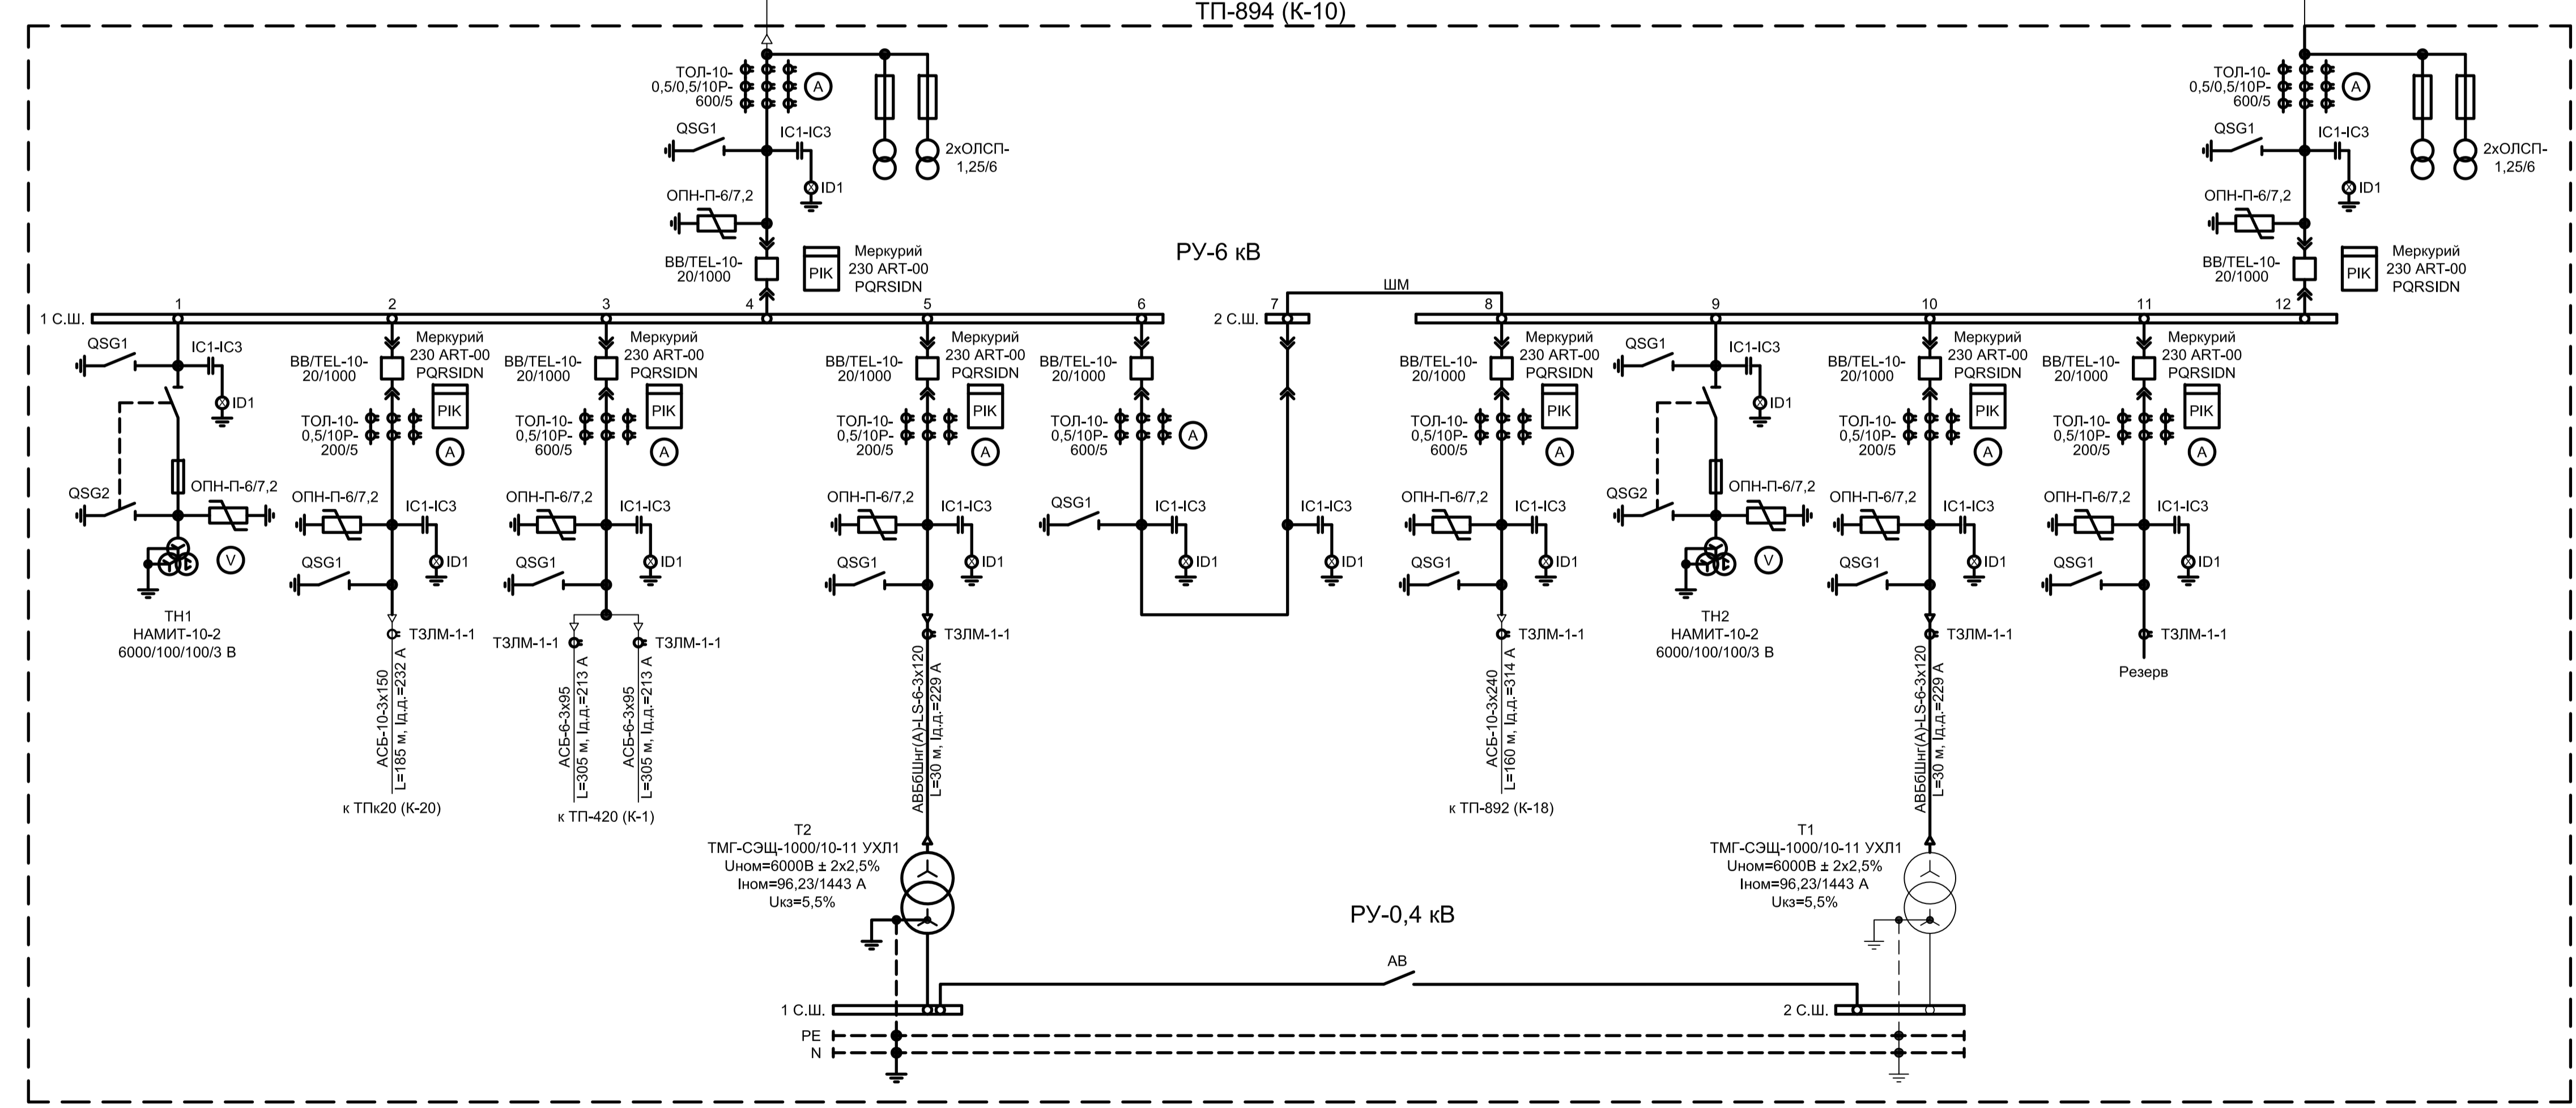 ТП-894 (К-10)
ТОЛ-10-
0,5/0,5/10Р-
600/5
А
QSG1
IC1-IC3
ID1
2хОЛСП-
1,25/6
ОПН-П-6/7,2
ВВ/TEL-10-
20/1000
PIK
Меркурий
230 ART-00
PQRSIDN
РУ-6 кВ
ТОЛ-10-
0,5/0,5/10Р-
600/5
А
QSG1
IC1-IC3
ID1
2хОЛСП-
1,25/6
ОПН-П-6/7,2
ВВ/TEL-10-
20/1000
PIK
Меркурий
230 ART-00
PQRSIDN
ШМ
1 С.Ш.
1
2
3
4
5
6
2 С.Ш.
7
8
9
10
11
12
QSG1
IC1-IC3
ID1
QSG2
ОПН-П-6/7,2
V
ТН1
НАМИТ-10-2
6000/100/100/3 В
ВВ/TEL-10-
20/1000
Меркурий
230 ART-00
PQRSIDN
PIK
ТОЛ-10-
0,5/10Р-
200/5
А
ОПН-П-6/7,2
IC1-IC3
ID1
QSG1
ТЗЛМ-1-1
АСБ-10-3х150
L=185 м, Iд.д.=232 А
к ТПк20 (К-20)
ВВ/TEL-10-
20/1000
Меркурий
230 ART-00
PQRSIDN
PIK
ТОЛ-10-
0,5/10Р-
600/5
А
ОПН-П-6/7,2
IC1-IC3
ID1
QSG1
ТЗЛМ-1-1
ТЗЛМ-1-1
АСБ-6-3х95
L=305 м, Iд.д.=213 А
АСБ-6-3х95
L=305 м, Iд.д.=213 А
к ТП-420 (К-1)
ВВ/TEL-10-
20/1000
Меркурий
230 ART-00
PQRSIDN
PIK
ТОЛ-10-
0,5/10Р-
200/5
А
ОПН-П-6/7,2
IC1-IC3
ID1
QSG1
ТЗЛМ-1-1
АВБбШнг(А)-LS-6-3х120
L=30 м, Iд.д.=229 А
Т2
ТМГ-СЭЩ-1000/10-11 УХЛ1
Uном=6000В ± 2х2,5%
Iном=96,23/1443 А
Uкз=5,5%
ВВ/TEL-10-
20/1000
ТОЛ-10-
0,5/10Р-
600/5
А
QSG1
IC1-IC3
ID1
IC1-IC3
ID1
ВВ/TEL-10-
20/1000
Меркурий
230 ART-00
PQRSIDN
PIK
ТОЛ-10-
0,5/10Р-
600/5
А
ОПН-П-6/7,2
IC1-IC3
ID1
QSG1
ТЗЛМ-1-1
АСБ-10-3х240
L=160 м, Iд.д.=314 А
к ТП-892 (К-18)
QSG1
IC1-IC3
ID1
QSG2
ОПН-П-6/7,2
V
ТН2
НАМИТ-10-2
6000/100/100/3 В
ВВ/TEL-10-
20/1000
Меркурий
230 ART-00
PQRSIDN
PIK
ТОЛ-10-
0,5/10Р-
200/5
А
ОПН-П-6/7,2
IC1-IC3
ID1
QSG1
ТЗЛМ-1-1
АВБбШнг(А)-LS-6-3х120
L=30 м, Iд.д.=229 А
Т1
ТМГ-СЭЩ-1000/10-11 УХЛ1
Uном=6000В ± 2х2,5%
Iном=96,23/1443 А
Uкз=5,5%
ВВ/TEL-10-
20/1000
Меркурий
230 ART-00
PQRSIDN
PIK
ТОЛ-10-
0,5/10Р-
200/5
А
ОПН-П-6/7,2
IC1-IC3
ID1
QSG1
ТЗЛМ-1-1
Резерв
РУ-0,4 кВ
АВ
1 С.Ш.
2 С.Ш.
PE
N